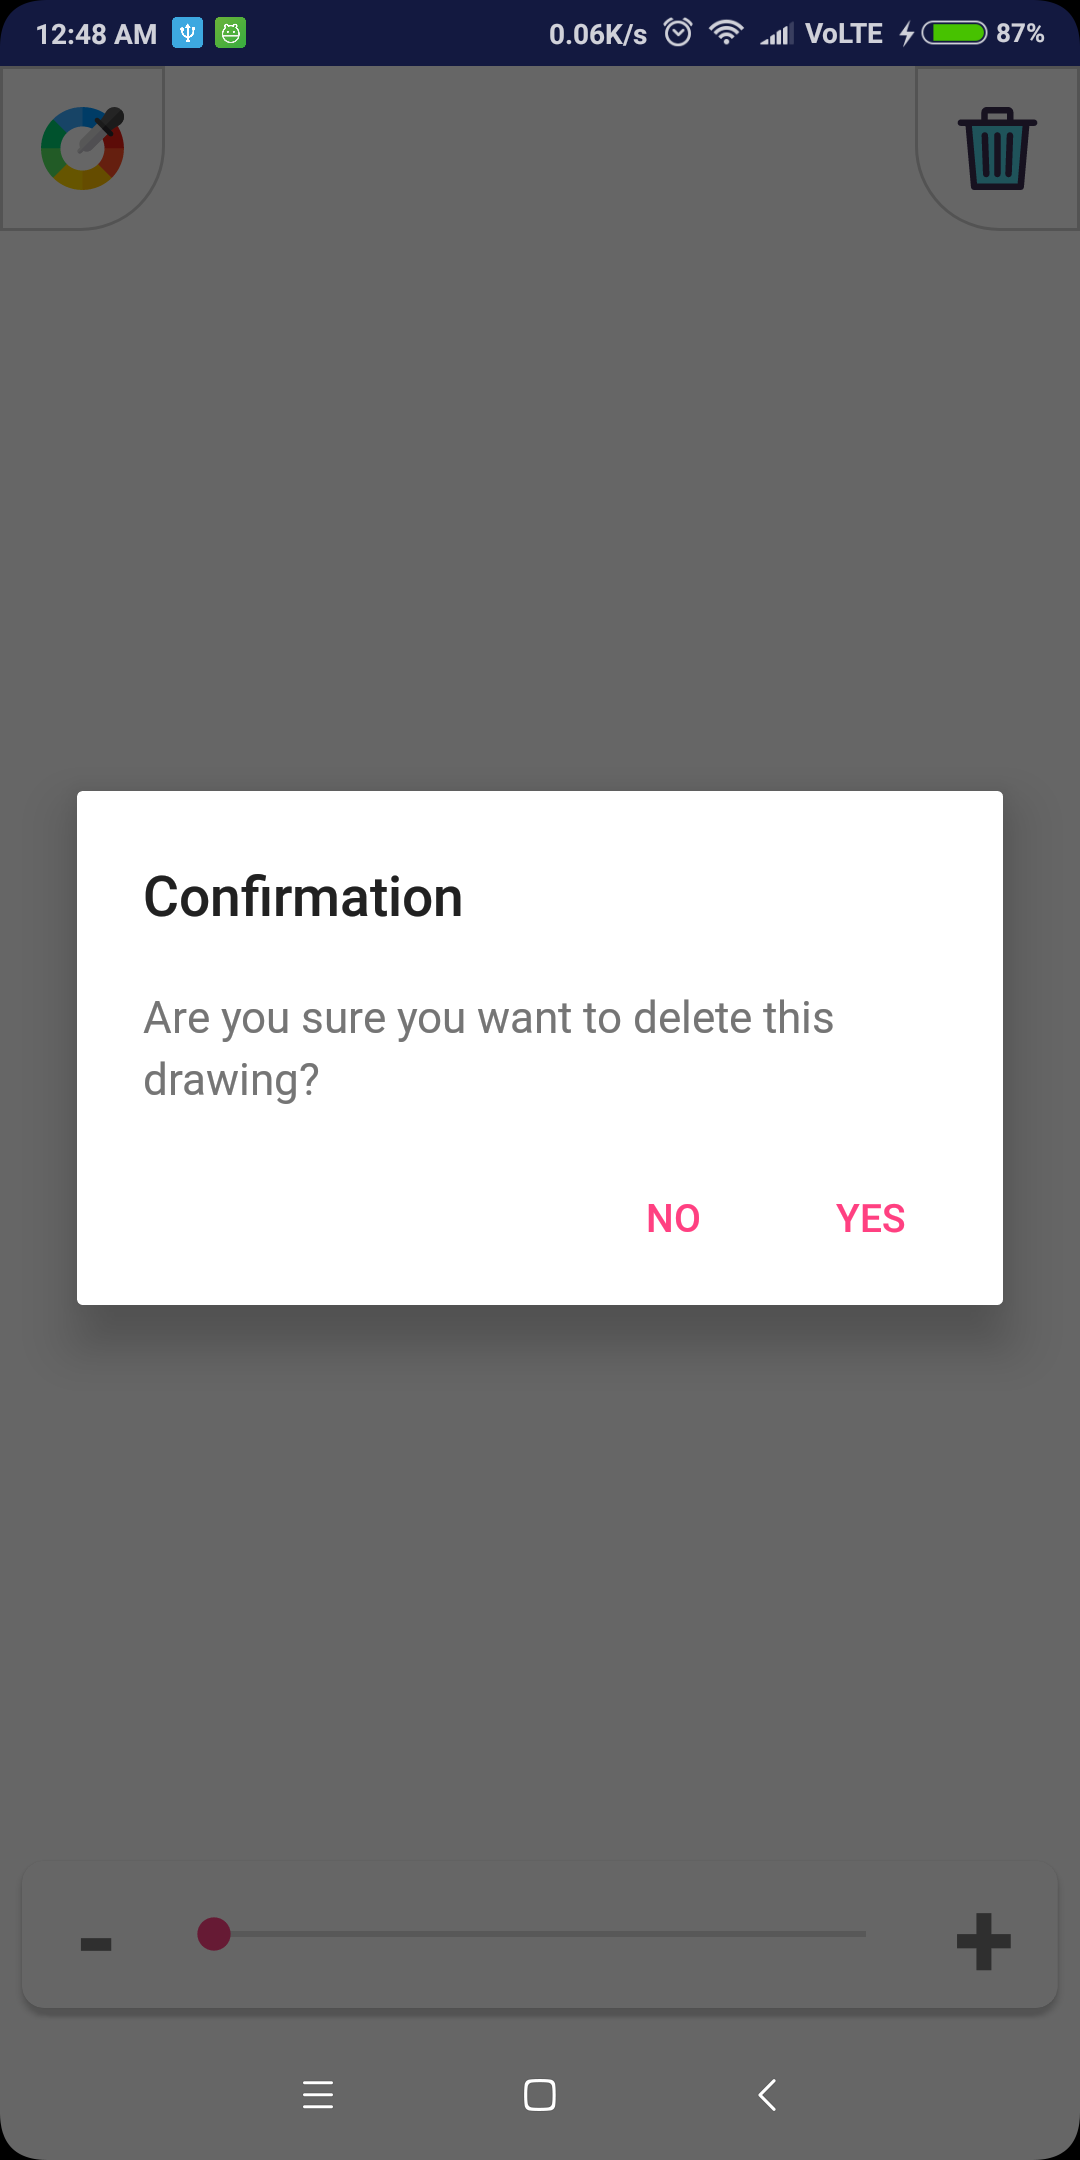 12:48 AM 0.06K/s VoLTE 87%
Confirmation
Are you sure you want to delete this
drawing?
NO YES
- +